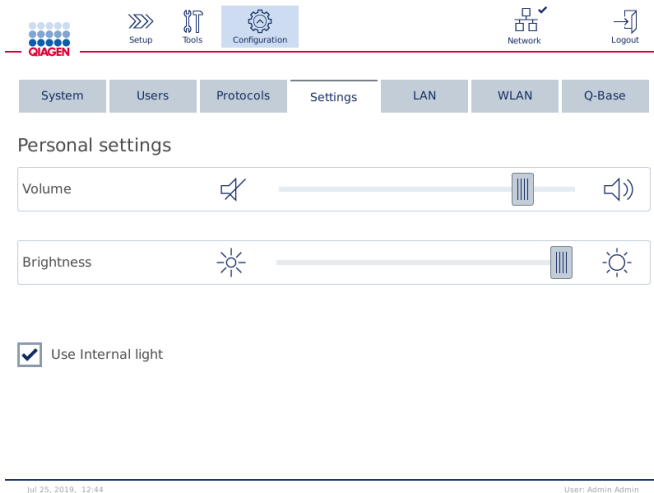 QIAGEN
Setup
Tools
Configuration
Network
Logout
System Users Protocols Settings LAN WLAN Q-Base
Personal settings
Volume
Brightness
Use Internal light
Jul 25, 2019, 12:44 User: Admin Admin